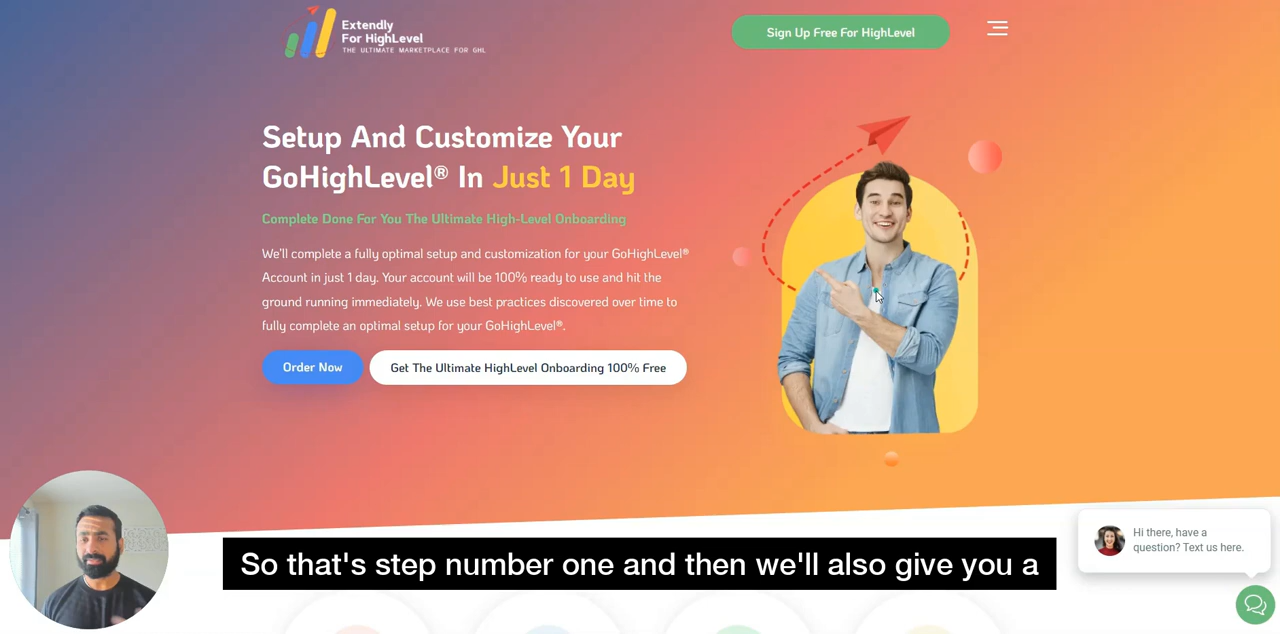 Extendly
For HighLevel
THE ULTIMATE MARKETPLACE FOR GHL
Sign Up Free For HighLevel
Setup And Customize Your
GoHighLevel® In Just 1 Day
Complete Done For You The Ultimate High-Level Onboarding
We'll complete a fully optimal setup and customization for your GoHighLevel®
Account in just 1 day. Your account will be 100% ready to use and hit the
ground running immediately. We use best practices discovered over time to
fully complete an optimal setup for your GoHighLevel®.
Order Now
Get The Ultimate HighLevel Onboarding 100% Free
Hi there, have a
question? Text us here.
So that's step number one and then we'll also give you a